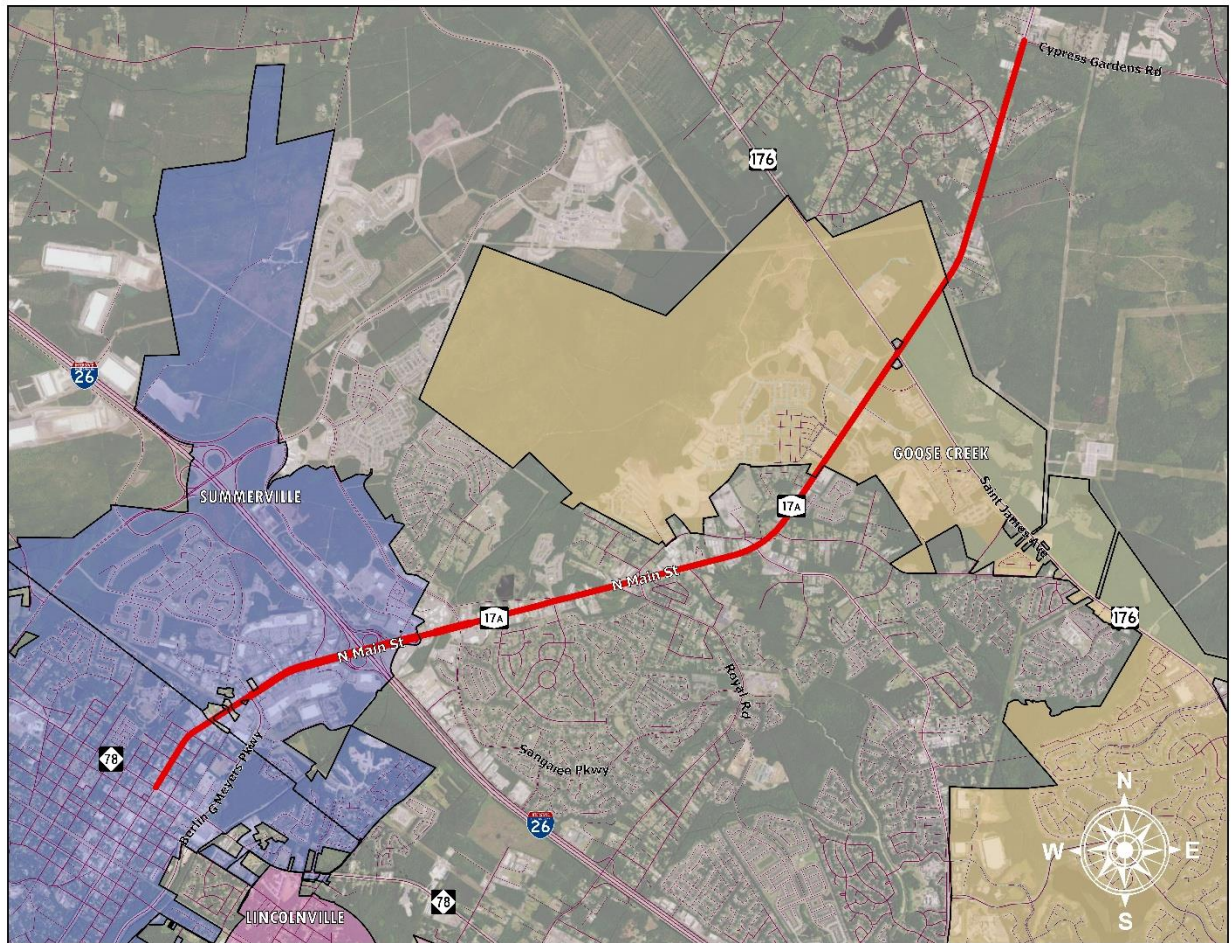 Cypress Gardens Rd
176
26
GOOSE CREEK
SUMMERVILLE
Saint James Ave
17A
N Main St
17A
176
N Main St
Royal Rd
78
Berlin G Meyers Pkwy
Sangaree Pkwy
26
N
W E
S
78
LINCOLNVILLE